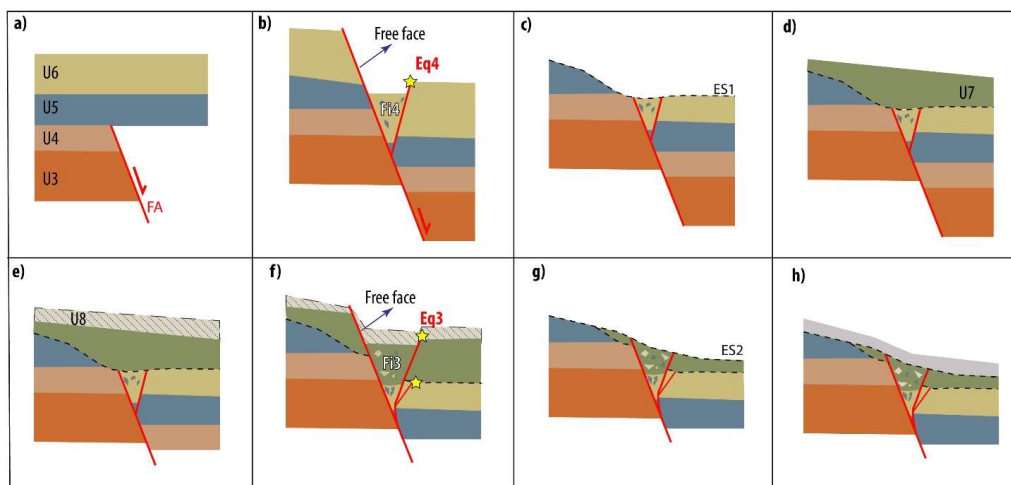 a)
U6
U5
U4
U3
FA
b)
Free face
Eq4
Fi4
c)
ES1
d)
U7
e)
U8
f)
Free face
Eq3
Fi3
g)
ES2
h)